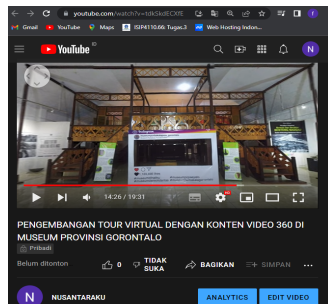 youtube.com/watch?v=tdkSkdECXfE
Gmail YouTube Maps ISIP4110.66: Tugas.3 Web Hosting Indon...
YouTube ID
N
14:26 / 19:31
PENGEMBANGAN TOUR VIRTUAL DENGAN KONTEN VIDEO 360 DI
MUSEUM PROVINSI GORONTALO
Pribadi
Belum ditonton
0
TIDAK
SUKA
BAGIKAN
SIMPAN
N NUSANTARAKU
ANALYTICS
EDIT VIDEO